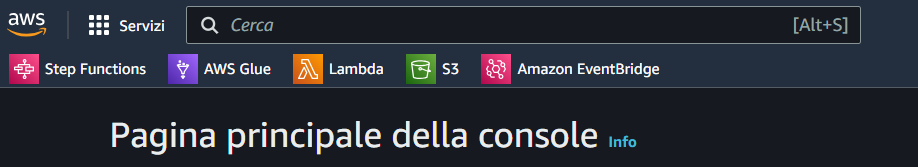 aws Servizi Cerca [Alt+S]
Step Functions AWS Glue Lambda S3 Amazon EventBridge
Pagina principale della console Info